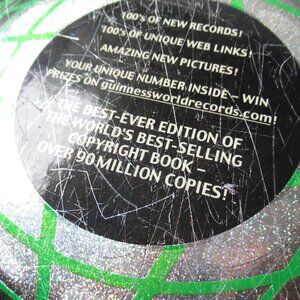 100's OF NEW RECORDS!
100's OF UNIQUE WEB LINKS!
AMAZING NEW PICTURES!
YOUR UNIQUE NUMBER INSIDE – WIN
PRIZES ON guinnessworldrecords.com!
THE BEST-EVER EDITION OF
THE WORLD'S BEST-SELLING
COPYRIGHT BOOK –
OVER 90 MILLION COPIES!